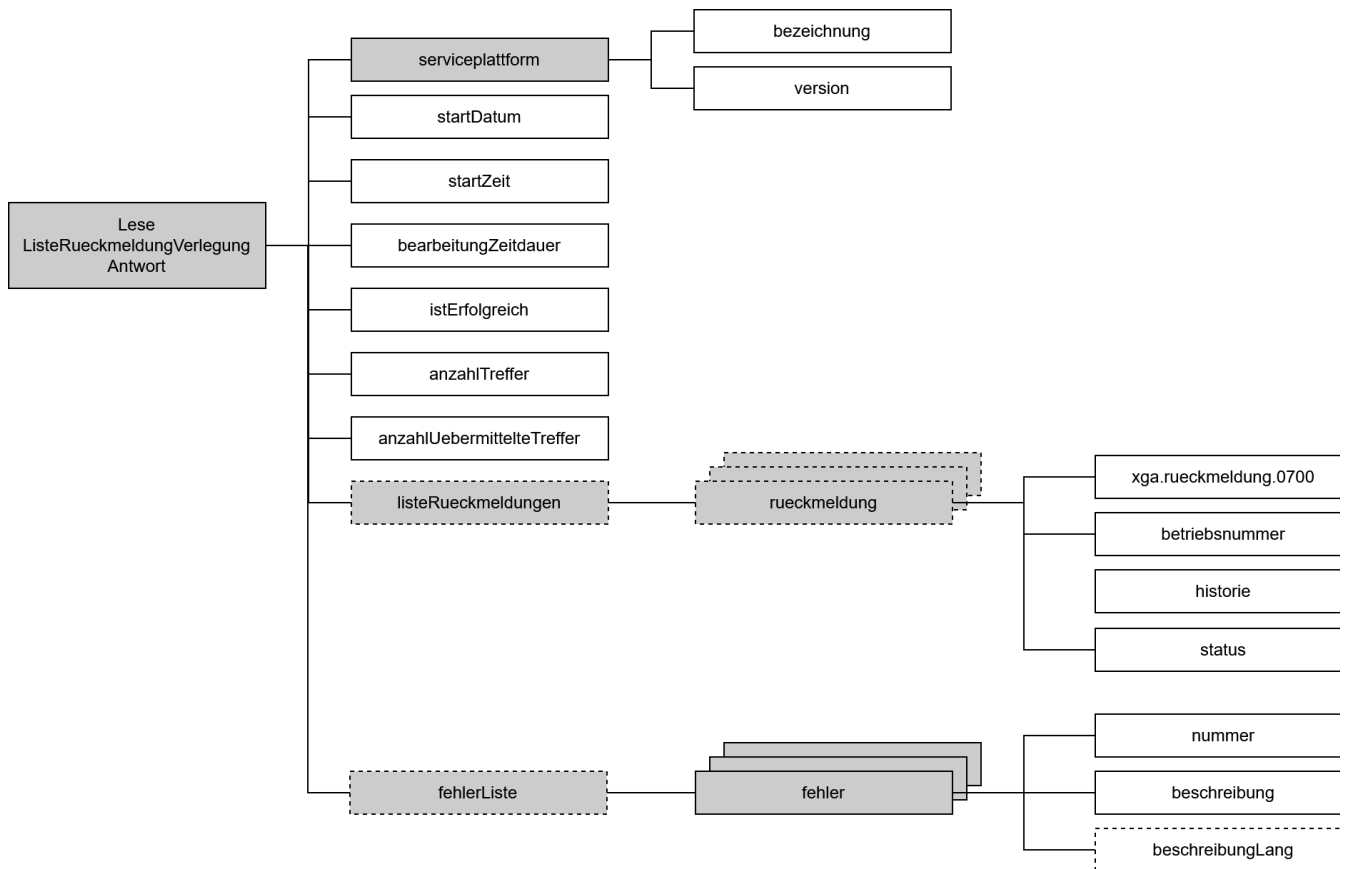 bezeichnung
serviceplattform
version
startDatum
startZeit
Lese
ListeRueckmeldungVerlegung
Antwort
bearbeitungZeitdauer
istErfolgreich
anzahlTreffer
anzahlUebermittelteTreffer
listeRueckmeldungen
rueckmeldung
xga.rueckmeldung.0700
betriebsnummer
historie
status
fehlerListe
fehler
nummer
beschreibung
beschreibungLang